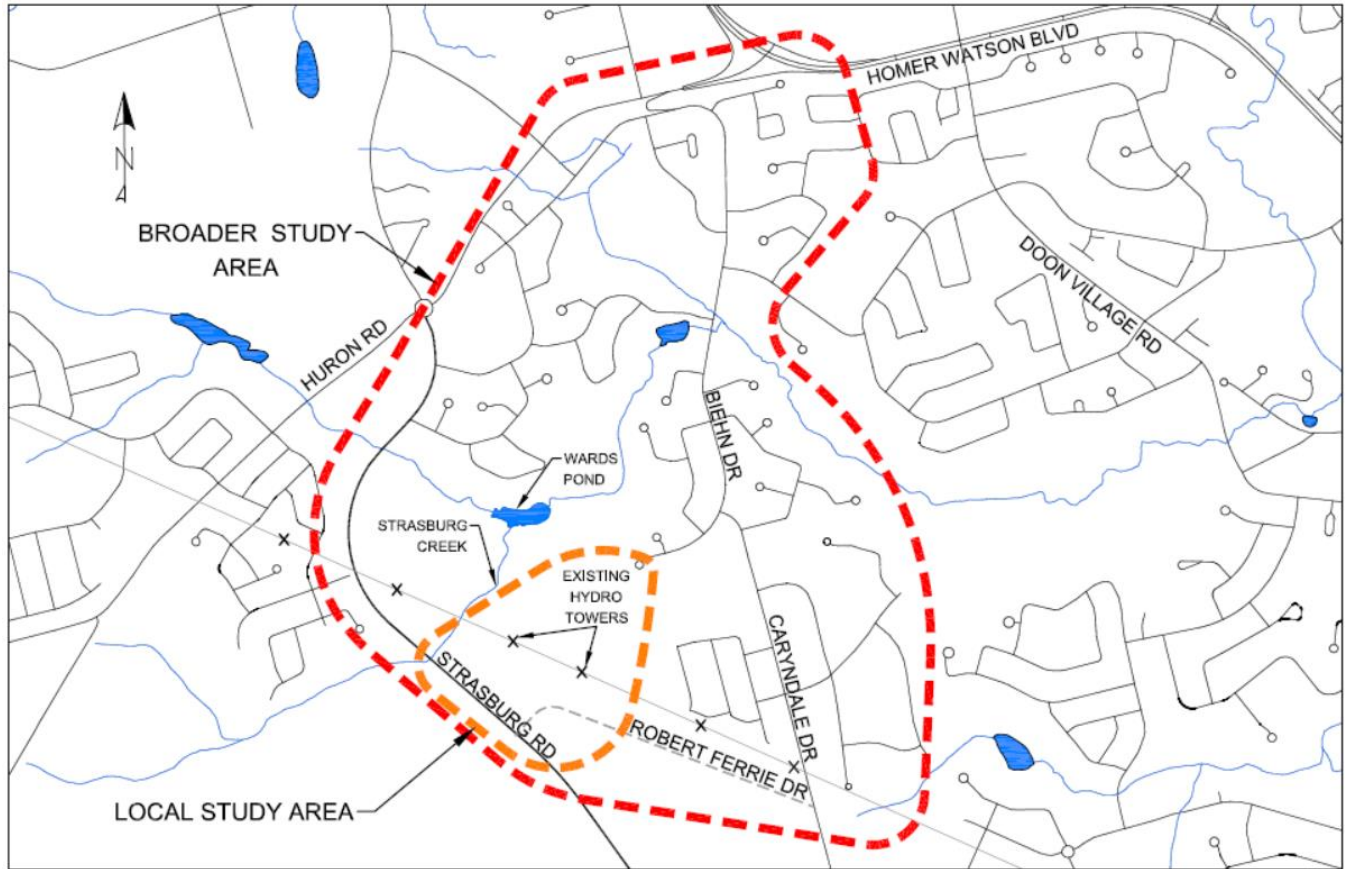 HOMER WATSON BLVD
N
BROADER STUDY
AREA
DOON VILLAGE RD
HURON RD
BIEHN DR
WARDS
POND
STRASBURG
CREEK
EXISTING
HYDRO
TOWERS
CARYNDALE DR
STRASBURG RD
ROBERT FERRIE DR
LOCAL STUDY AREA